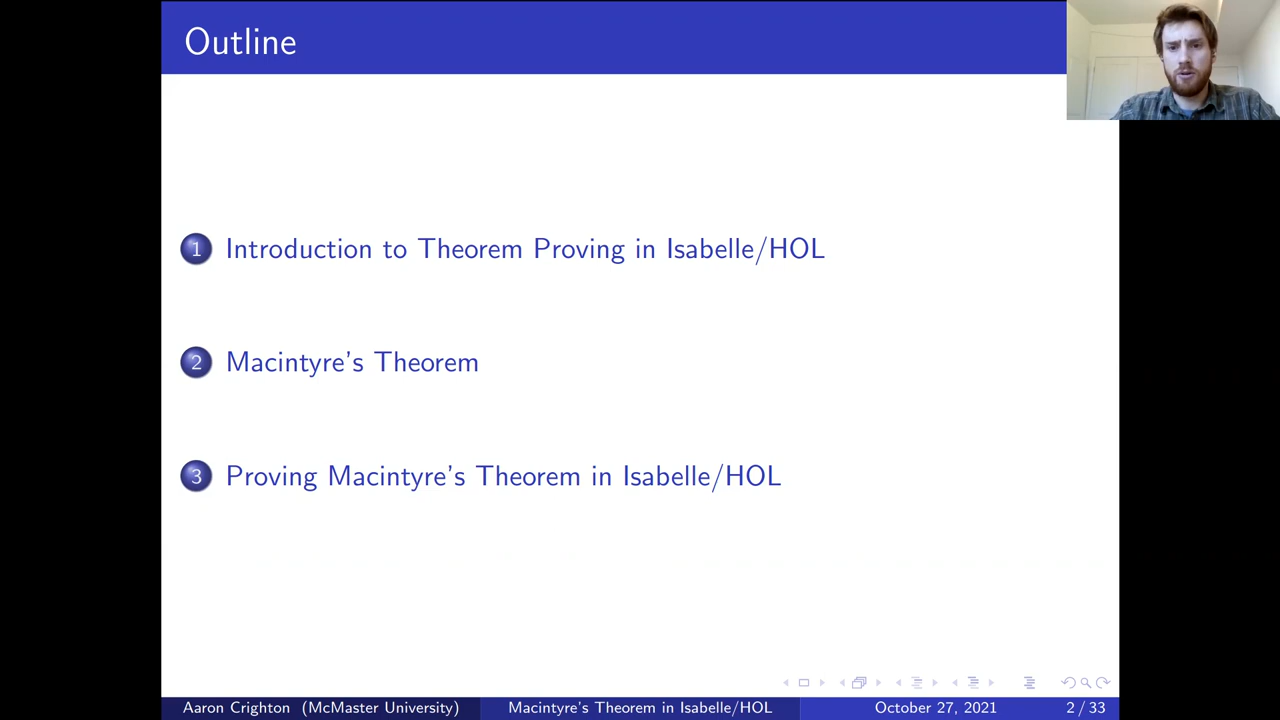 Outline
1 Introduction to Theorem Proving in Isabelle/HOL
2 Macintyre's Theorem
3 Proving Macintyre's Theorem in Isabelle/HOL
Aaron Crighton (McMaster University) Macintyre's Theorem in Isabelle/HOL October 27, 2021 2 / 33